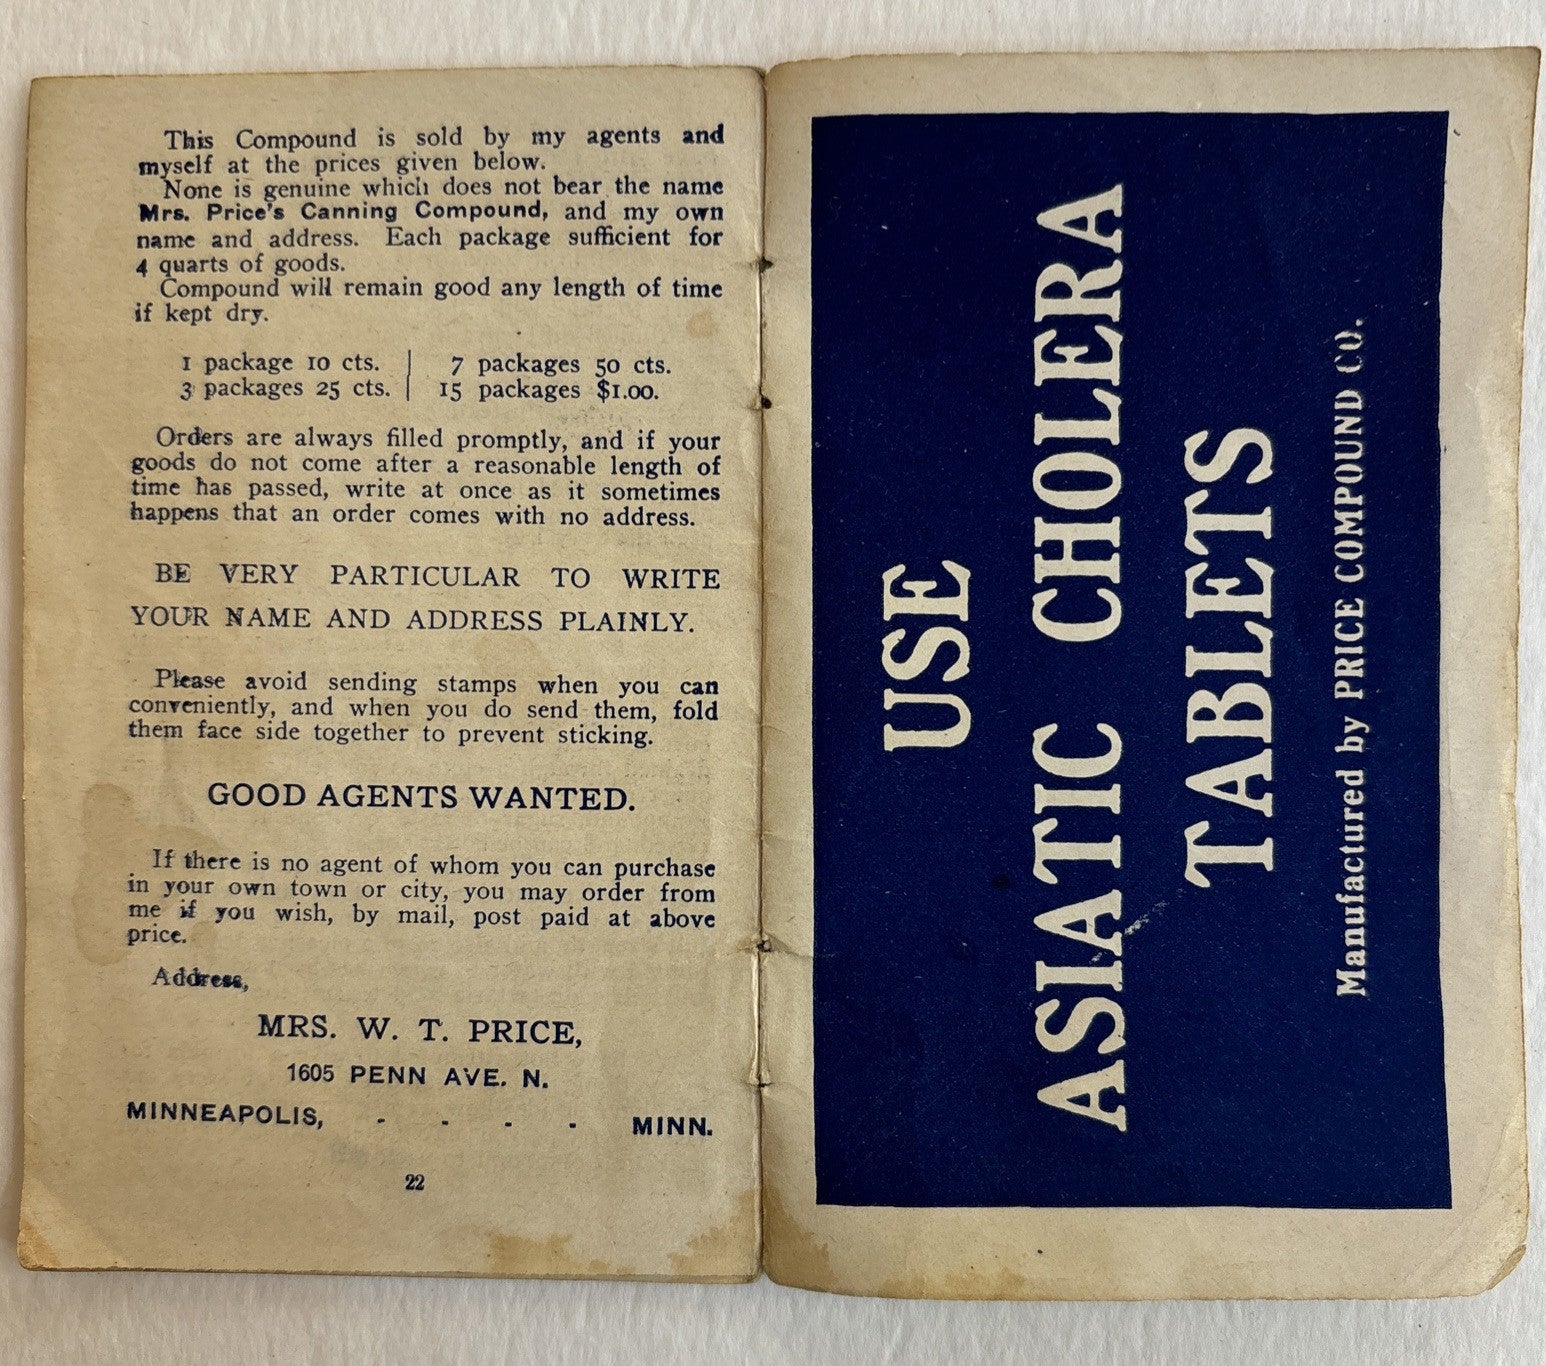 This Compound is sold by my agents and
myself at the prices given below.
None is genuine which does not bear the name
Mrs. Price's Canning Compound, and my own
name and address. Each package sufficient for
4 quarts of goods.
Compound will remain good any length of time
if kept dry.
1 package 10 cts. | 7 packages 50 cts.
3 packages 25 cts. | 15 packages $1.00.
Orders are always filled promptly, and if your
goods do not come after a reasonable length of
time has passed, write at once as it sometimes
happens that an order comes with no address.
BE VERY PARTICULAR TO WRITE
YOUR NAME AND ADDRESS PLAINLY.
Please avoid sending stamps when you can
conveniently, and when you do send them, fold
them face side together to prevent sticking.
GOOD AGENTS WANTED.
If there is no agent of whom you can purchase
in your own town or city, you may order from
me if you wish, by mail, post paid at above
price.
Address,
MRS. W. T. PRICE,
1605 PENN AVE. N.
MINNEAPOLIS, - - - - MINN.
22
USE
ASIATIC CHOLERA
TABLETS
Manufactured by PRICE COMPOUND CO.